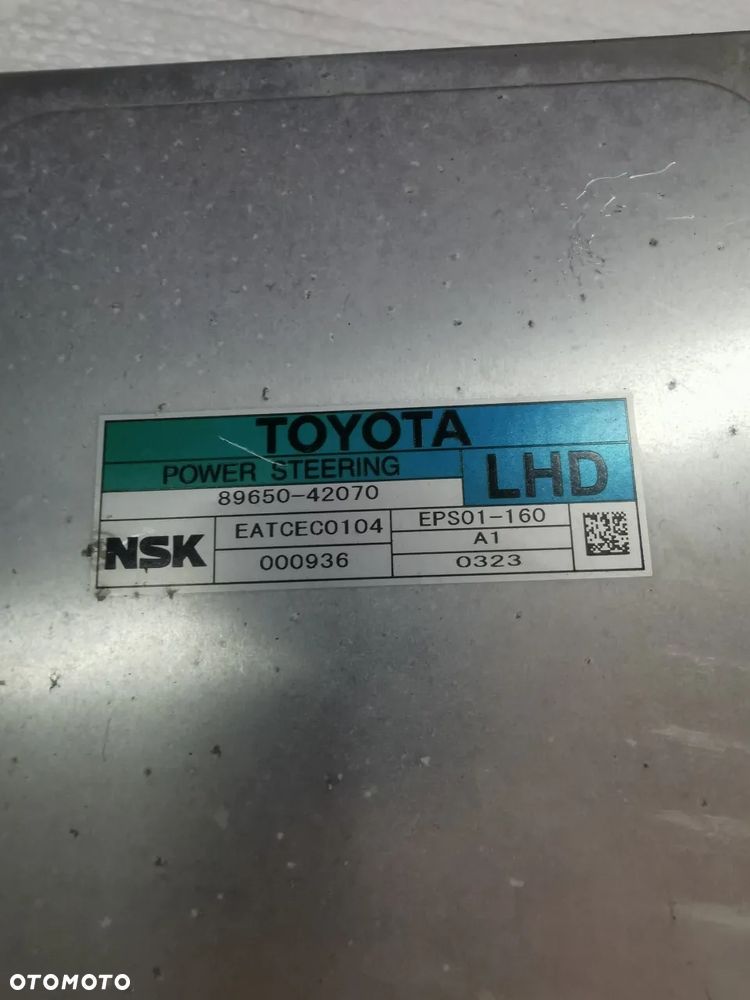 TOYOTA
POWER STEERING
LHD
89650-42070
NSK
EATCEC0104
EPS01-160
A1
000936
0323
OTOMOTO